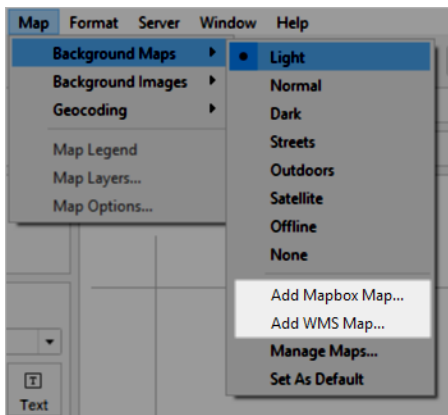 Map Format Server Window Help
Background Maps
Background Images
Geocoding
Map Legend
Map Layers...
Map Options...
Light
Normal
Dark
Streets
Outdoors
Satellite
Offline
None
Add Mapbox Map...
Add WMS Map...
Manage Maps...
Set As Default
T
Text